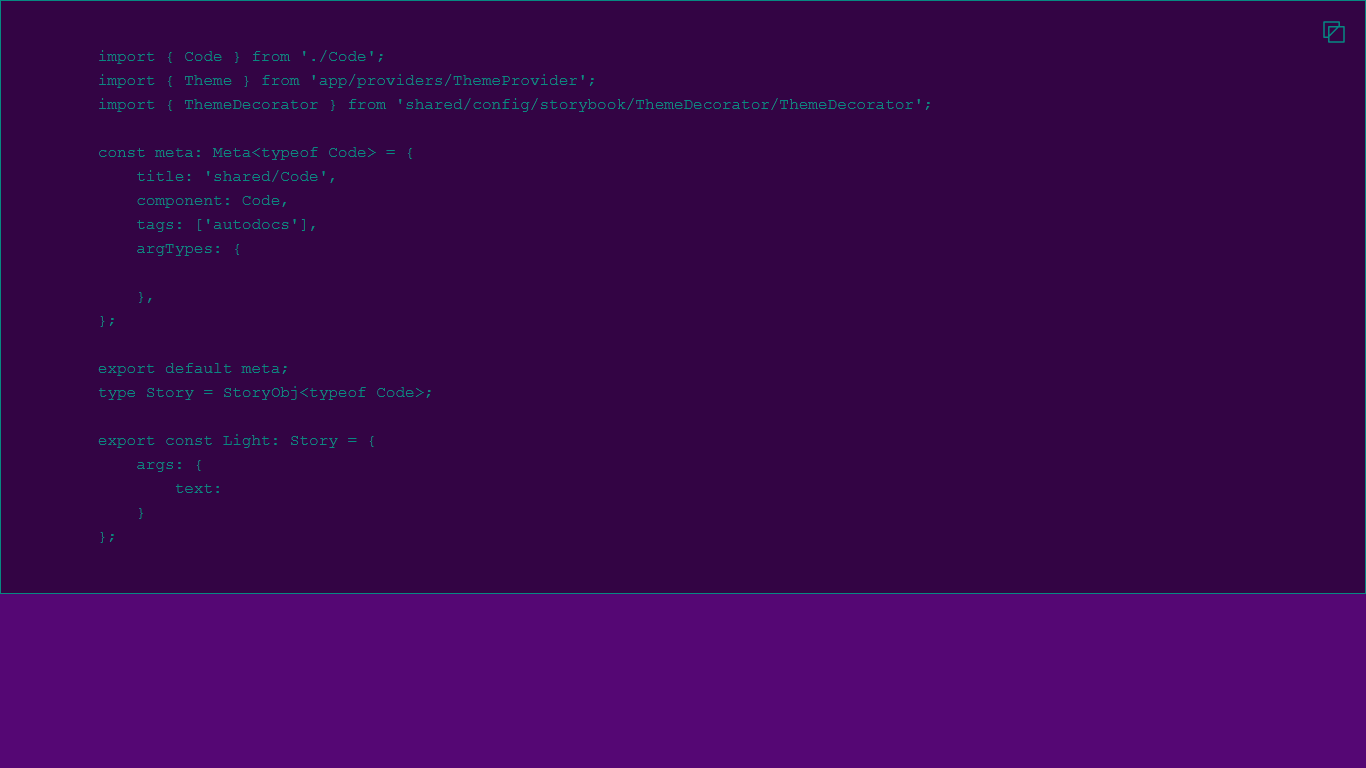 import { Code } from './Code';
import { Theme } from 'app/providers/ThemeProvider';
import { ThemeDecorator } from 'shared/config/storybook/ThemeDecorator/ThemeDecorator';

const meta: Meta<typeof Code> = {
    title: 'shared/Code',
    component: Code,
    tags: ['autodocs'],
    argTypes: {

    },
};

export default meta;
type Story = StoryObj<typeof Code>;

export const Light: Story = {
    args: {
        text:
    }
};